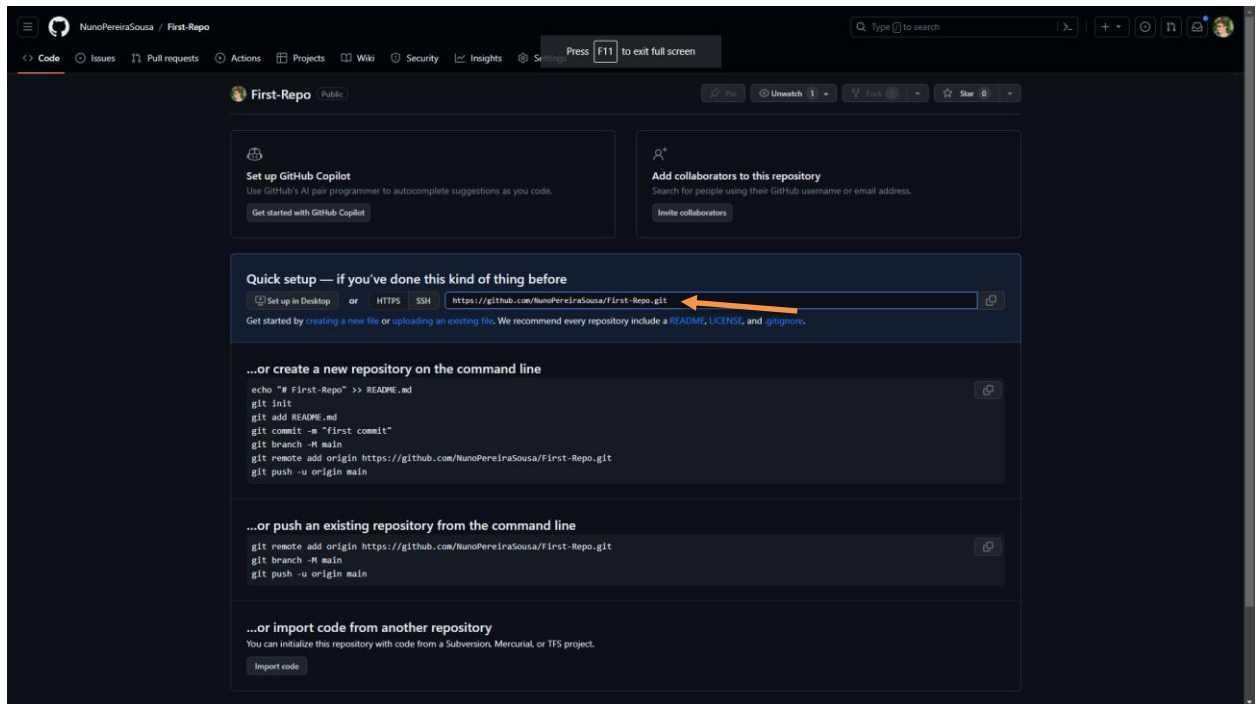 NunoPereiraSousa / First-Repo
Type / to search
Code Issues Pull requests Actions Projects Wiki Security Insights Settings
Press F11 to exit full screen
First-Repo Public
Pin Unwatch 1 Fork 0 Star 0
Set up GitHub Copilot
Use GitHub's AI pair programmer to autocomplete suggestions as you code.
Get started with GitHub Copilot
Add collaborators to this repository
Search for people using their GitHub username or email address.
Invite collaborators
Quick setup — if you've done this kind of thing before
Set up in Desktop or HTTPS SSH https://github.com/NunoPereiraSousa/First-Repo.git
Get started by creating a new file or uploading an existing file. We recommend every repository include a README, LICENSE, and .gitignore.
...or create a new repository on the command line
echo "# First-Repo" >> README.md
git init
git add README.md
git commit -m "first commit"
git branch -M main
git remote add origin https://github.com/NunoPereiraSousa/First-Repo.git
git push -u origin main
...or push an existing repository from the command line
git remote add origin https://github.com/NunoPereiraSousa/First-Repo.git
git branch -M main
git push -u origin main
...or import code from another repository
You can initialize this repository with code from a Subversion, Mercurial, or TFS project.
Import code